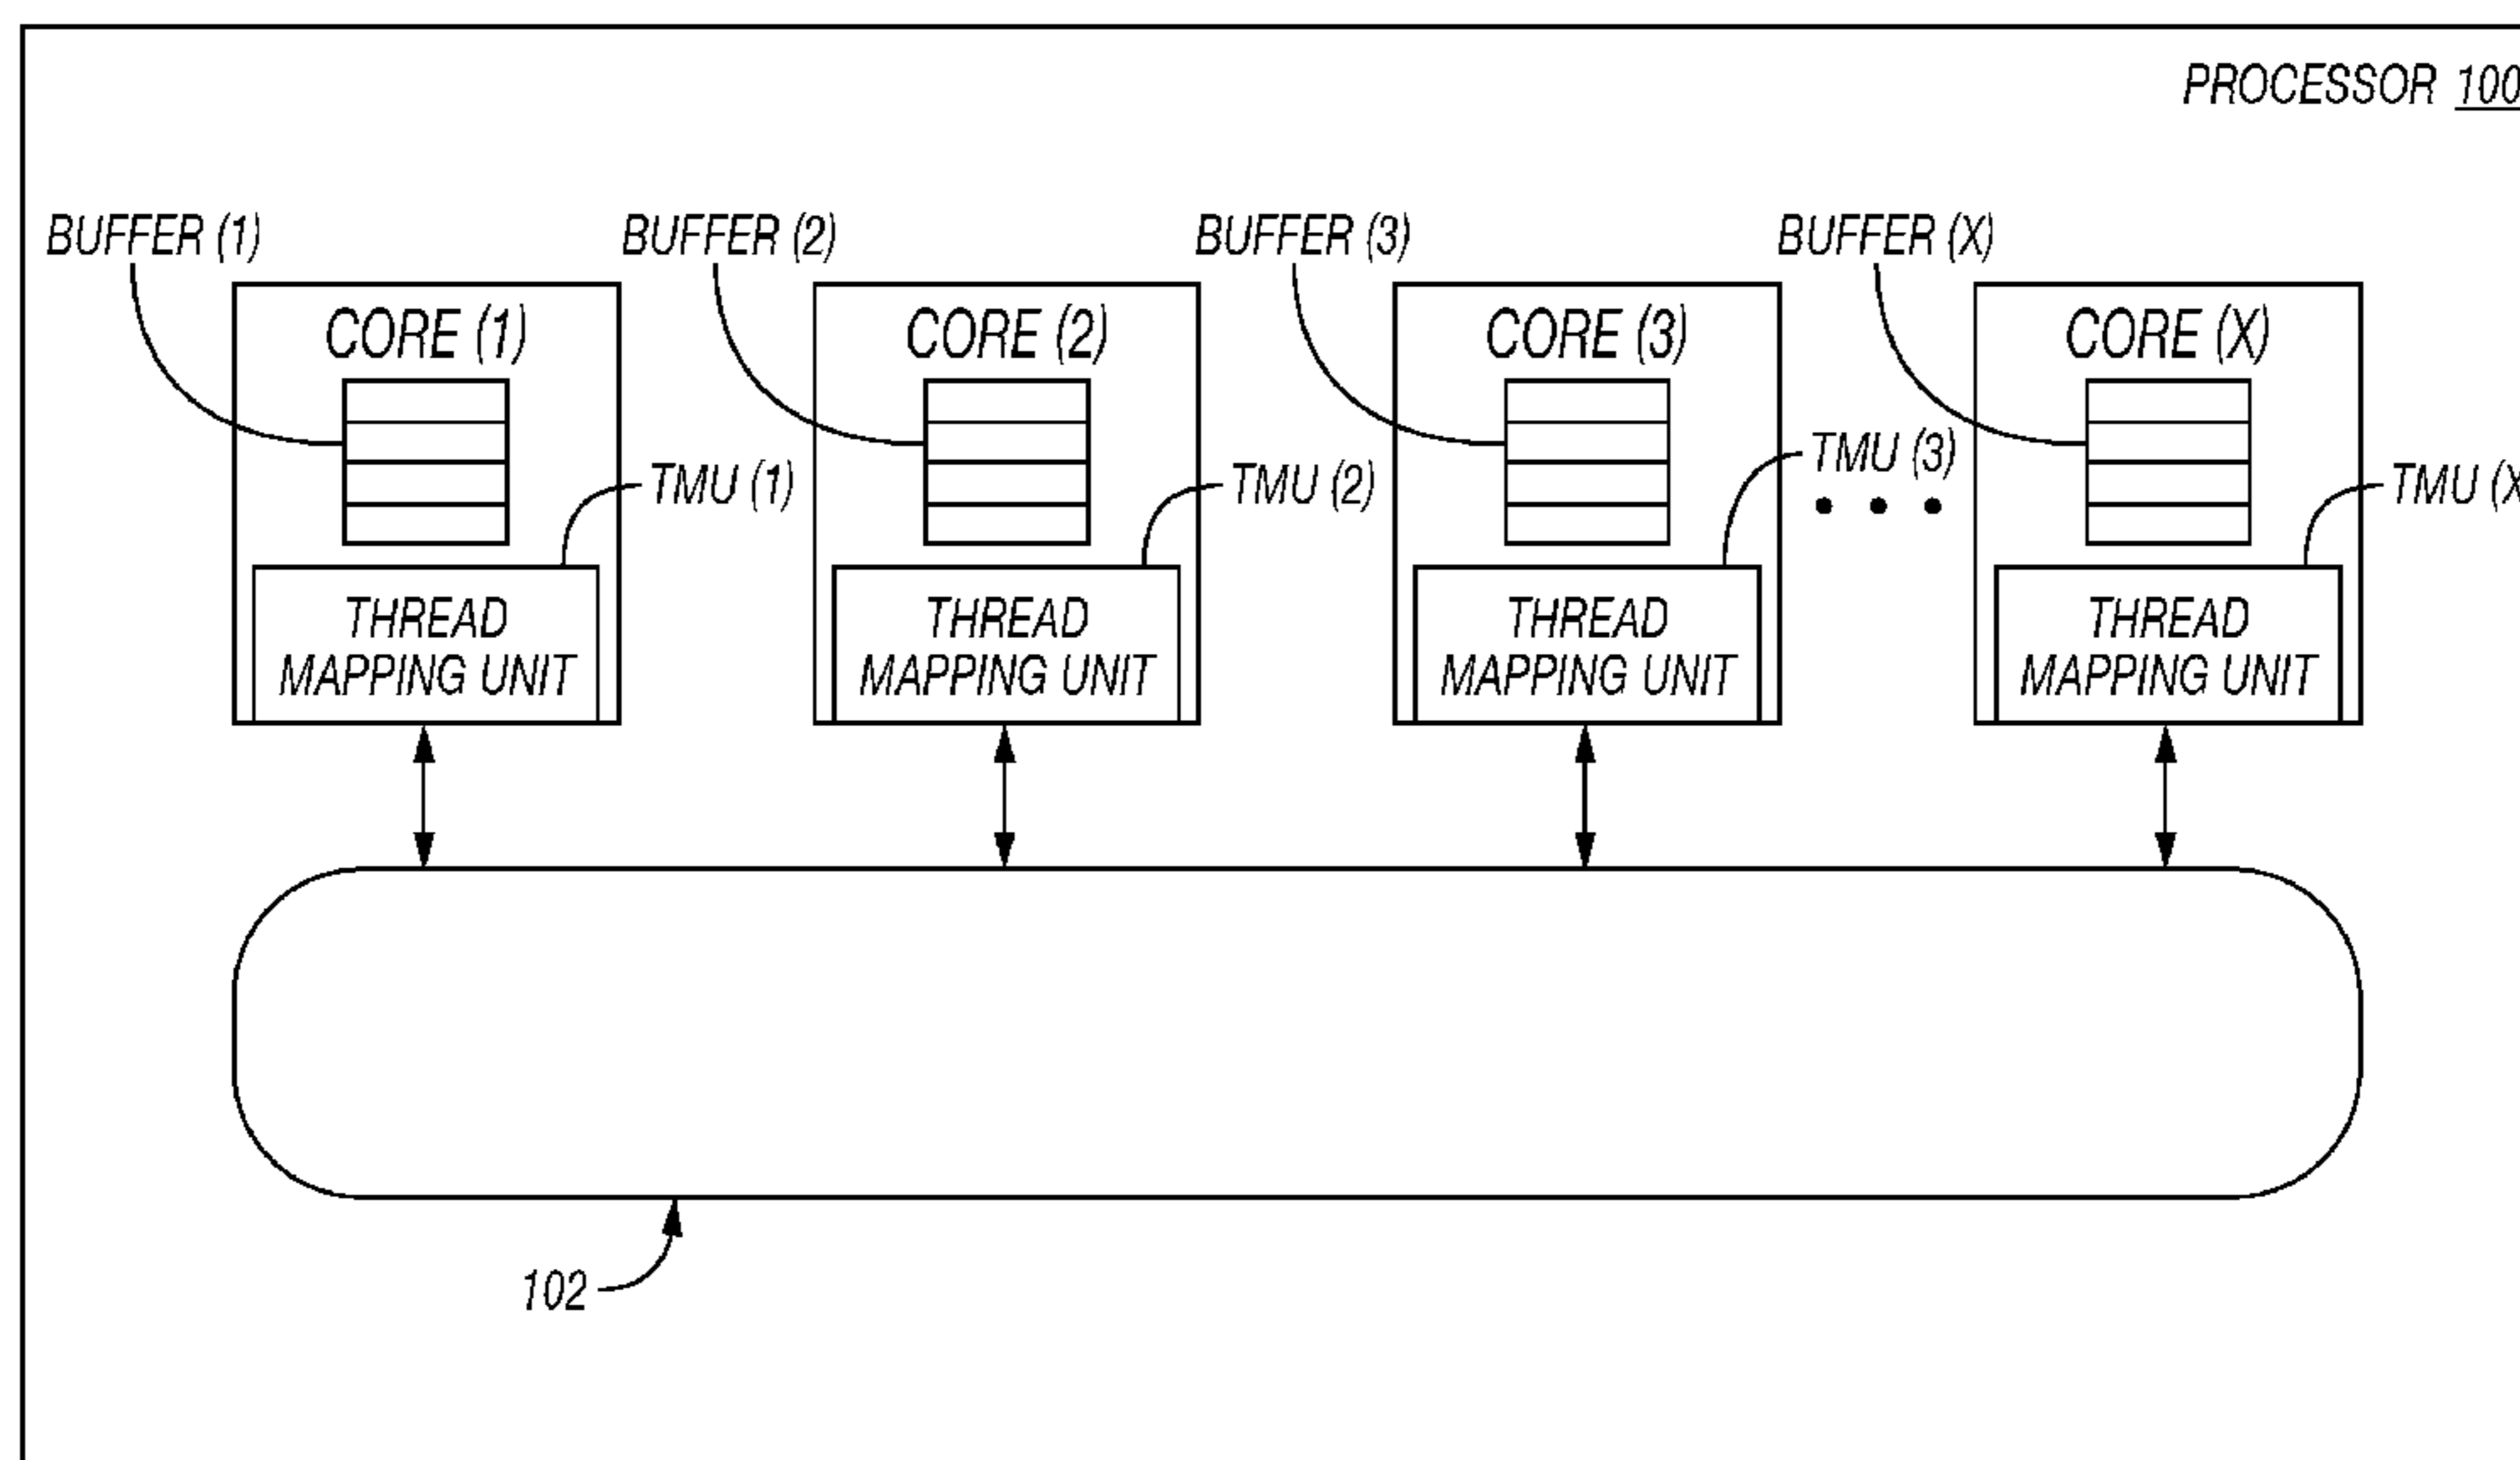 PROCESSOR 100
BUFFER (1)
BUFFER (2)
BUFFER (3)
BUFFER (X)
CORE (1)
CORE (2)
CORE (3)
CORE (X)
TMU (1)
TMU (2)
TMU (3)
TMU (X
THREAD
MAPPING UNIT
THREAD
MAPPING UNIT
THREAD
MAPPING UNIT
THREAD
MAPPING UNIT
102